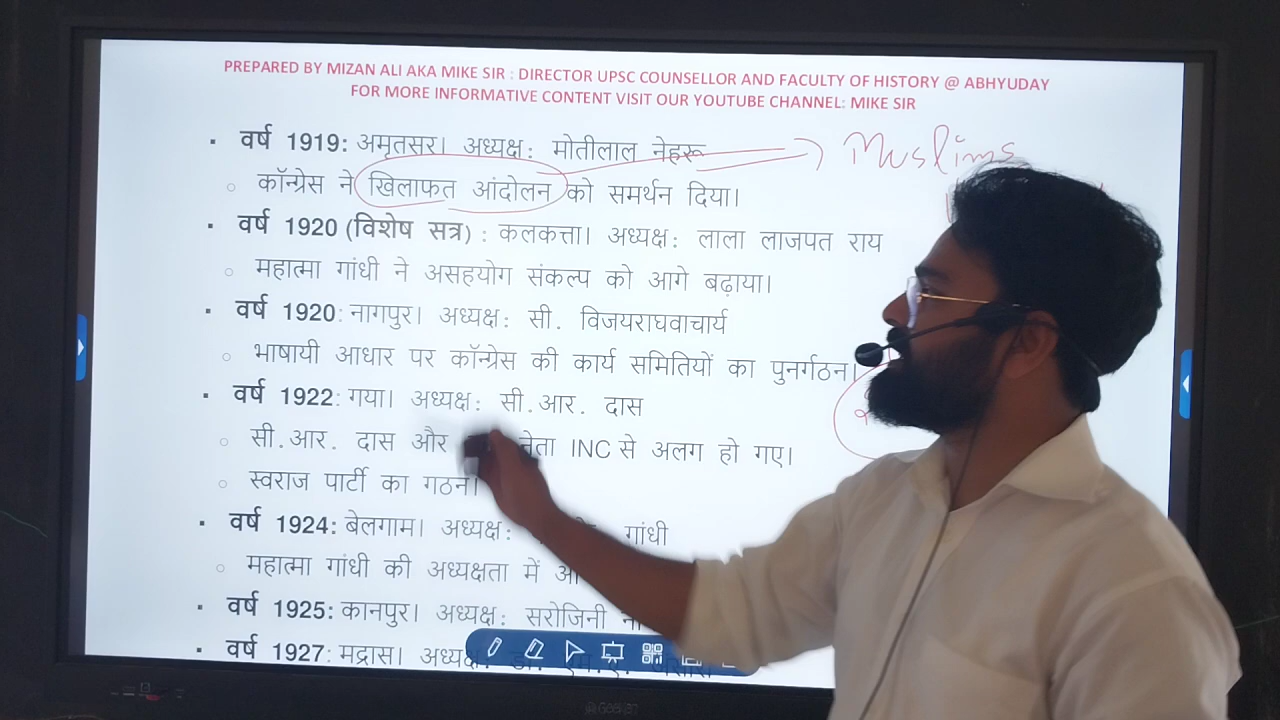 PREPARED BY MIZAN ALI AKA MIKE SIR : DIRECTOR UPSC COUNSELLOR AND FACULTY OF HISTORY @ ABHYUDAY
FOR MORE INFORMATIVE CONTENT VISIT OUR YOUTUBE CHANNEL: MIKE SIR
▪ वर्ष 1919: अमृतसर। अध्यक्ष: मोतीलाल नेहरू Muslims
○ कॉन्ग्रेस ने खिलाफत आंदोलन को समर्थन दिया।
▪ वर्ष 1920 (विशेष सत्र) : कलकत्ता। अध्यक्ष: लाला लाजपत राय
○ महात्मा गांधी ने असहयोग संकल्प को आगे बढ़ाया।
▪ वर्ष 1920: नागपुर। अध्यक्ष: सी. विजयराघवाचार्य
○ भाषायी आधार पर कॉन्ग्रेस की कार्य समितियों का पुनर्गठन।
▪ वर्ष 1922: गया। अध्यक्ष: सी.आर. दास
○ सी.आर. दास और नेता INC से अलग हो गए।
○ स्वराज पार्टी का गठन।
▪ वर्ष 1924: बेलगाम। अध्यक्ष: गांधी
○ महात्मा गांधी की अध्यक्षता में
▪ वर्ष 1925: कानपुर। अध्यक्ष: सरोजिनी
▪ वर्ष 1927: मद्रास।